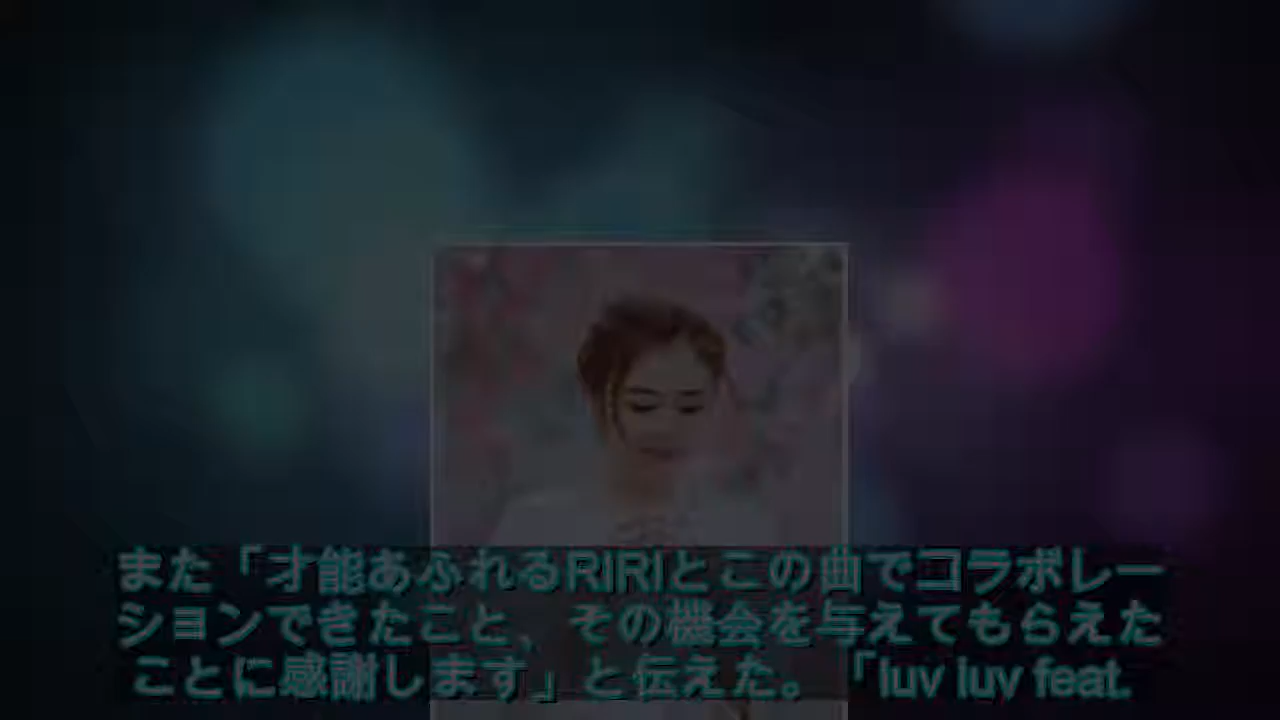 また「才能あふれるRIRIとこの曲でコラボレー
ションできたこと、その機会を与えてもらえた
ことに感謝します」と伝えた。「luv luv feat.